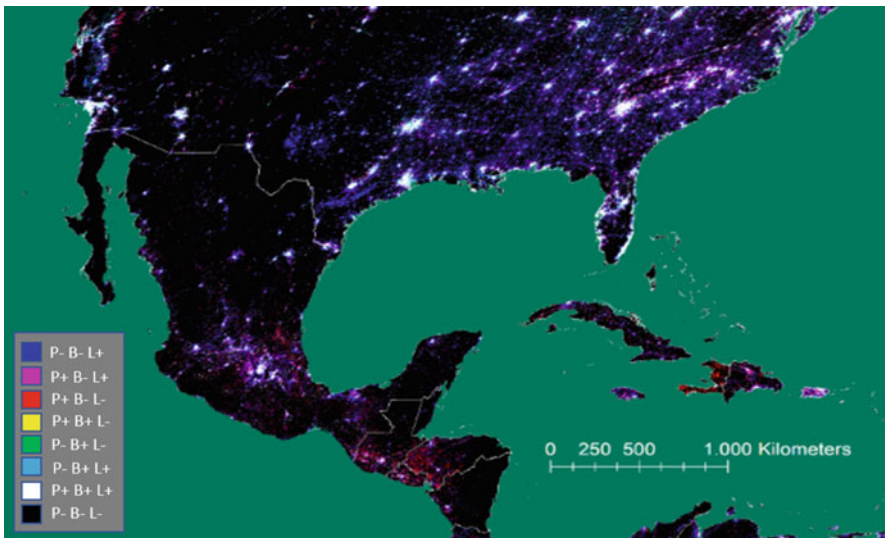 P- B- L+
P+ B- L+
P+ B- L-
P+ B+ L-
P- B+ L-
P- B+ L+
P+ B+ L+
P- B- L-
0 250 500 1.000 Kilometers